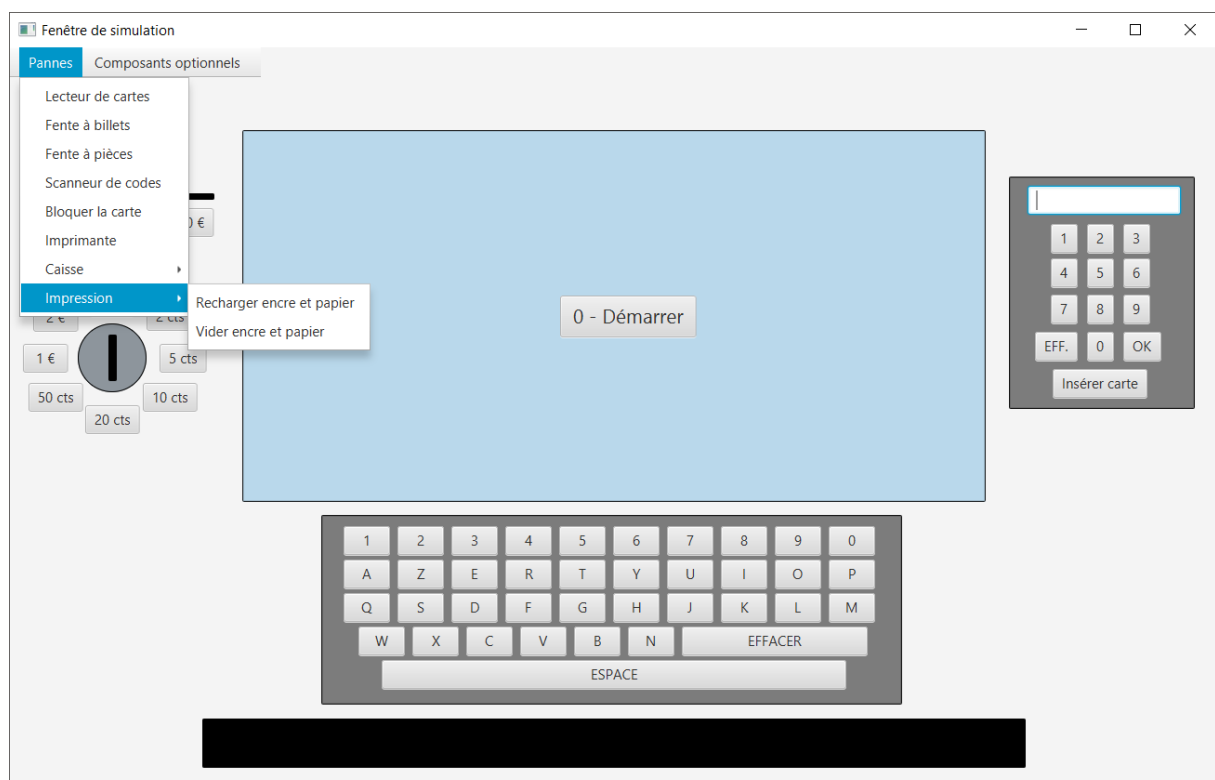 Fenêtre de simulation
Pannes Composants optionnels
Lecteur de cartes
Fente à billets
Fente à pièces
Scanneur de codes
Bloquer la carte
Imprimante
Caisse
Impression
Recharger encre et papier
Vider encre et papier
0 €
2 €
2 cts
1 €
5 cts
50 cts
10 cts
20 cts
0 - Démarrer
1 2 3
4 5 6
7 8 9
EFF. 0 OK
Insérer carte
1 2 3 4 5 6 7 8 9 0
A Z E R T Y U I O P
Q S D F G H J K L M
W X C V B N EFFACER
ESPACE